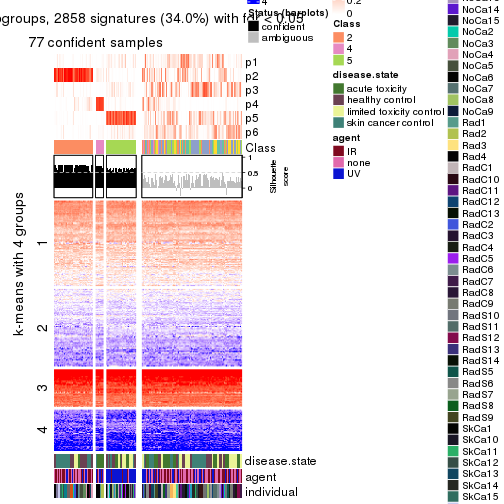 groups, 2858 signatures (34.0%) with fdr < 0.05
77 confident samples
p1
p2
p3
p4
p5
p6
Class
1
0.5
0
Silhouette
score
k-means with 4 groups
1
2
3
4
disease.state
agent
individual
4
Status (barplots)
confident
ambiguous
0.2
0
Class
2
4
5
disease.state
acute toxicity
healthy control
limited toxicity control
skin cancer control
agent
IR
none
UV
NoCa14
NoCa15
NoCa2
NoCa3
NoCa4
NoCa5
NoCa6
NoCa7
NoCa8
NoCa9
Rad1
Rad2
Rad3
Rad4
RadC1
RadC10
RadC11
RadC12
RadC13
RadC2
RadC3
RadC4
RadC5
RadC6
RadC7
RadC8
RadC9
RadS10
RadS11
RadS12
RadS13
RadS14
RadS5
RadS6
RadS7
RadS8
RadS9
SkCa1
SkCa10
SkCa11
SkCa12
SkCa13
SkCa14
SkCa15